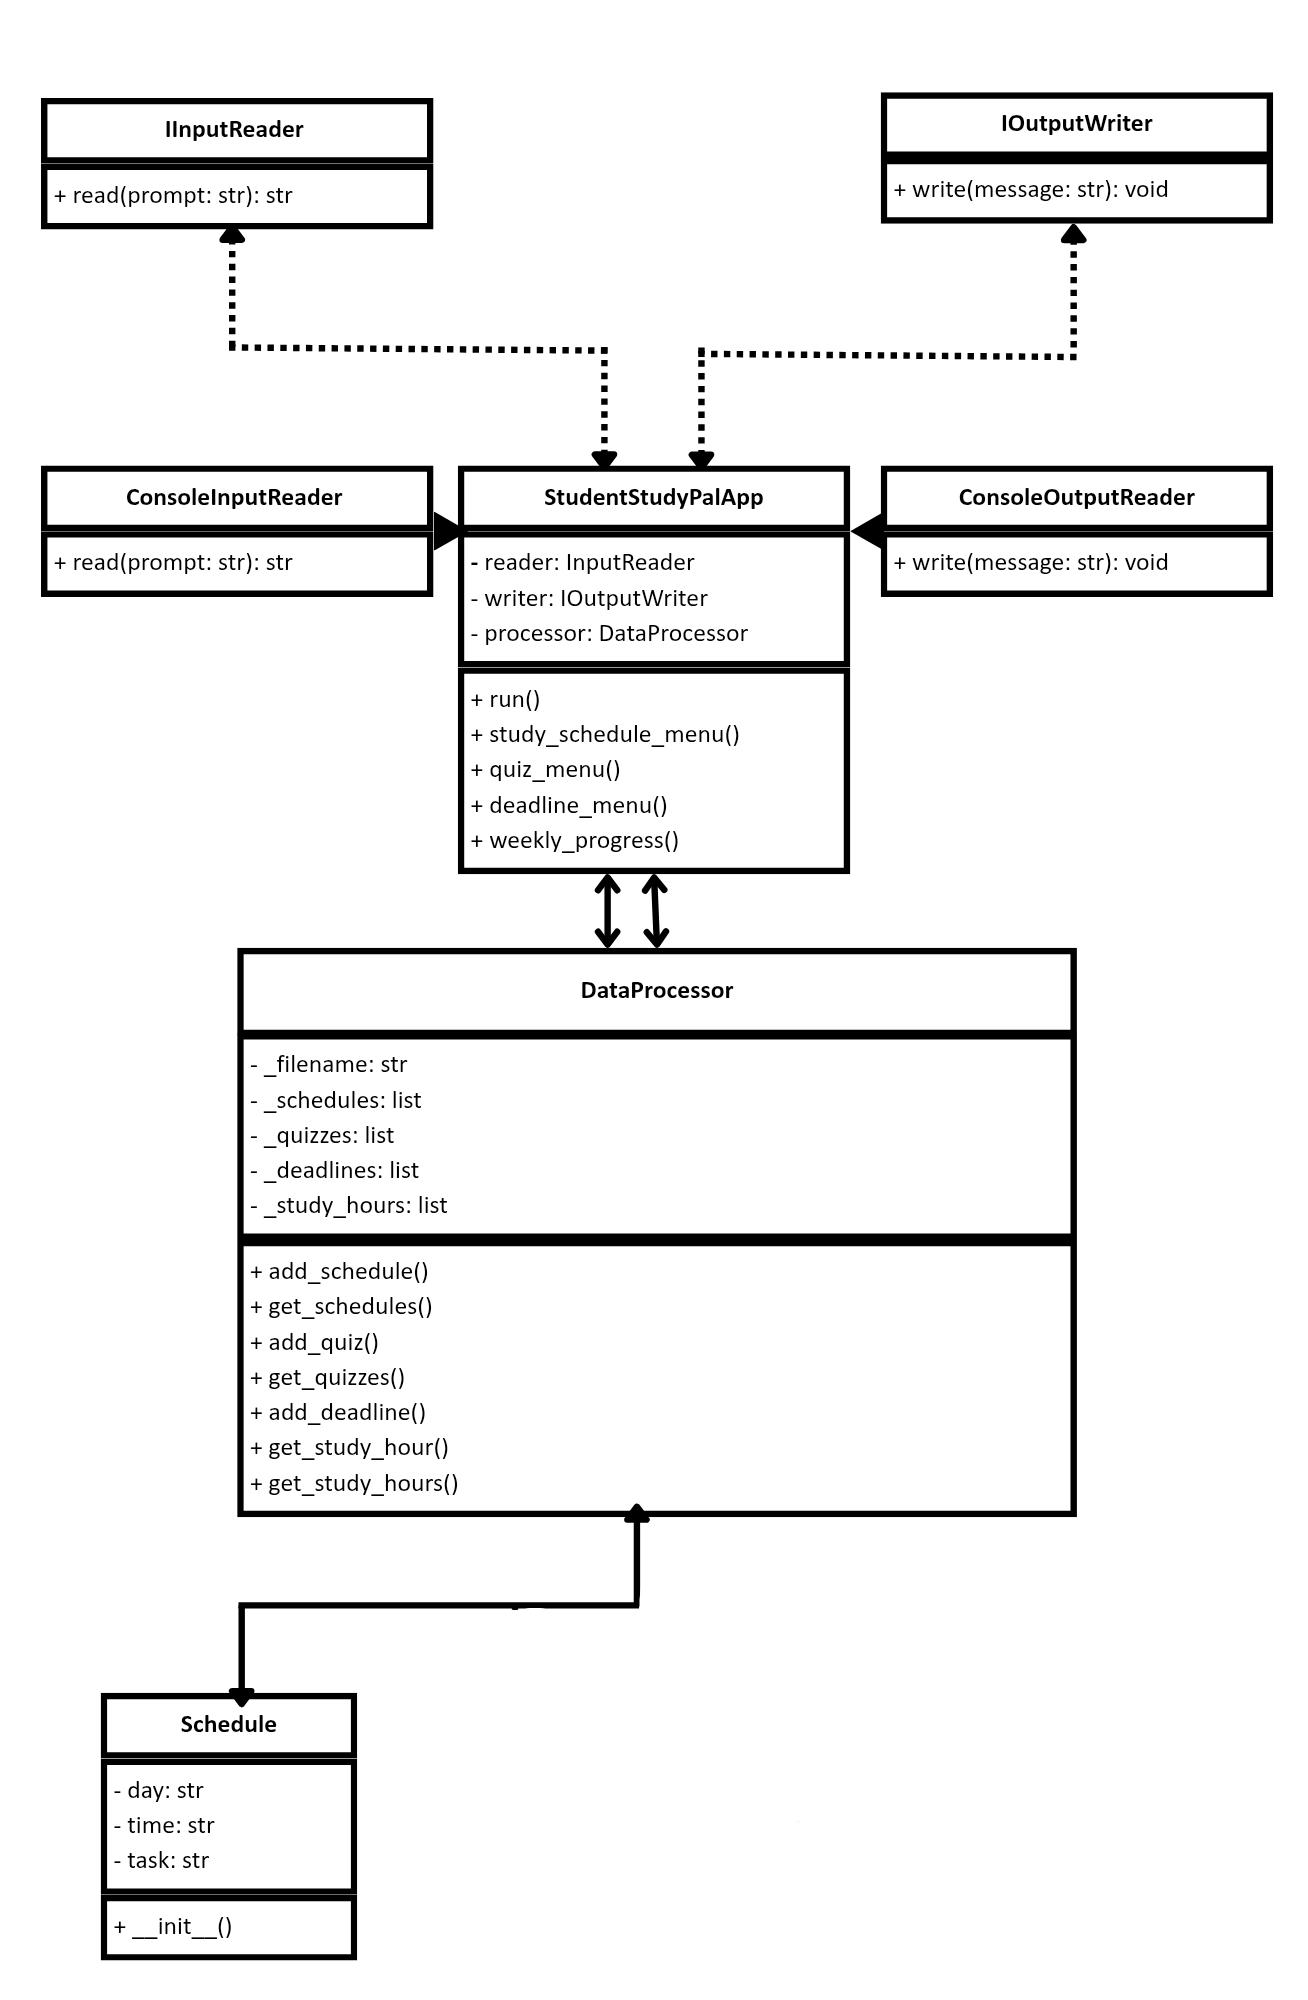 IInputReader
+ read(prompt: str): str
IOutputWriter
+ write(message: str): void
ConsoleInputReader
+ read(prompt: str): str
StudentStudyPalApp
- reader: InputReader
- writer: IOutputWriter
- processor: DataProcessor
+ run()
+ study_schedule_menu()
+ quiz_menu()
+ deadline_menu()
+ weekly_progress()
ConsoleOutputReader
+ write(message: str): void
DataProcessor
- _filename: str
- _schedules: list
- _quizzes: list
- _deadlines: list
- _study_hours: list
+ add_schedule()
+ get_schedules()
+ add_quiz()
+ get_quizzes()
+ add_deadline()
+ get_study_hour()
+ get_study_hours()
Schedule
- day: str
- time: str
- task: str
+ __init__()